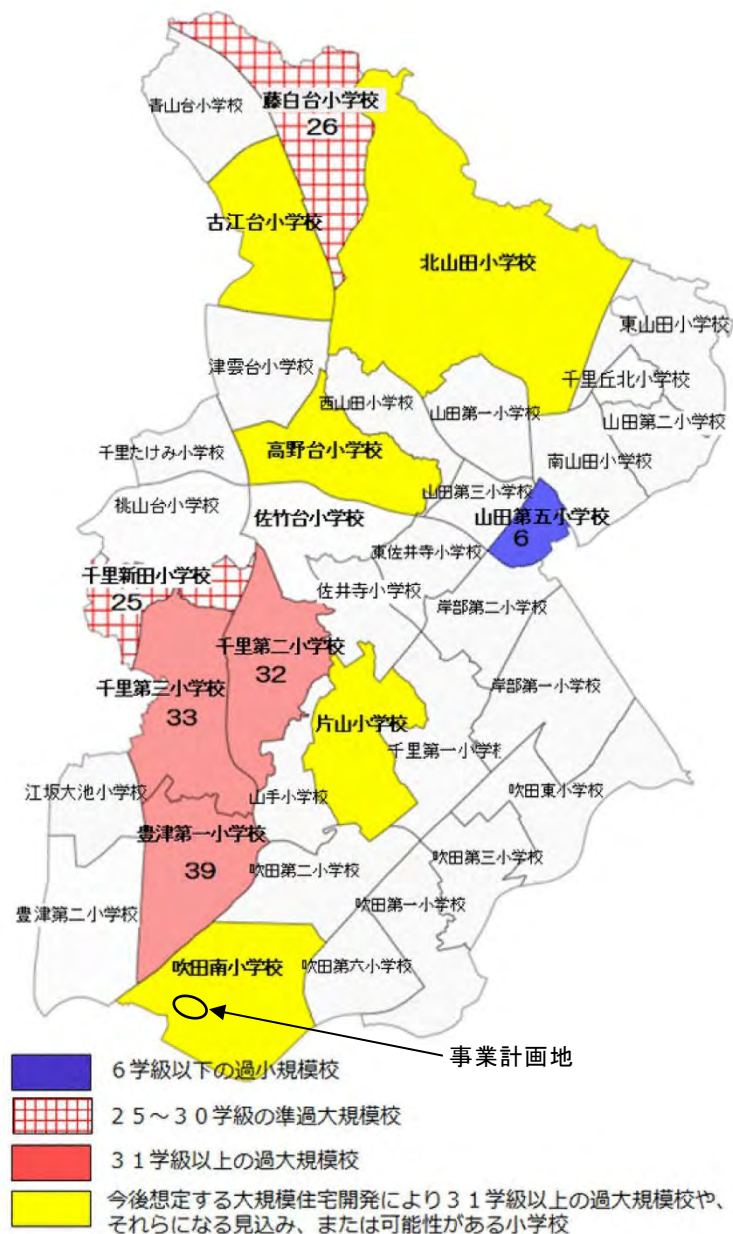 藤白台小学校
26
青山台小学校
古江台小学校
北山田小学校
東山田小学校
津雲台小学校
千里丘北小学校
西山田小学校
山田第一小学校
山田第二小学校
高野台小学校
千里たけみ小学校
南山田小学校
山田第三小学校
桃山台小学校
佐竹台小学校
山田第五小学校
6
東佐井寺小学校
千里新田小学校
25
佐井寺小学校
岸部第二小学校
千里第二小学校
32
千里第三小学校
33
岸部第一小学校
片山小学校
千里第一小学校
江坂大池小学校
山手小学校
吹田東小学校
豊津第一小学校
39
吹田第三小学校
吹田第二小学校
吹田第一小学校
豊津第二小学校
吹田南小学校
吹田第六小学校
事業計画地
６学級以下の過小規模校
２５～３０学級の準過大規模校
３１学級以上の過大規模校
今後想定する大規模住宅開発により３１学級以上の過大規模校や、
それらになる見込み、または可能性がある小学校